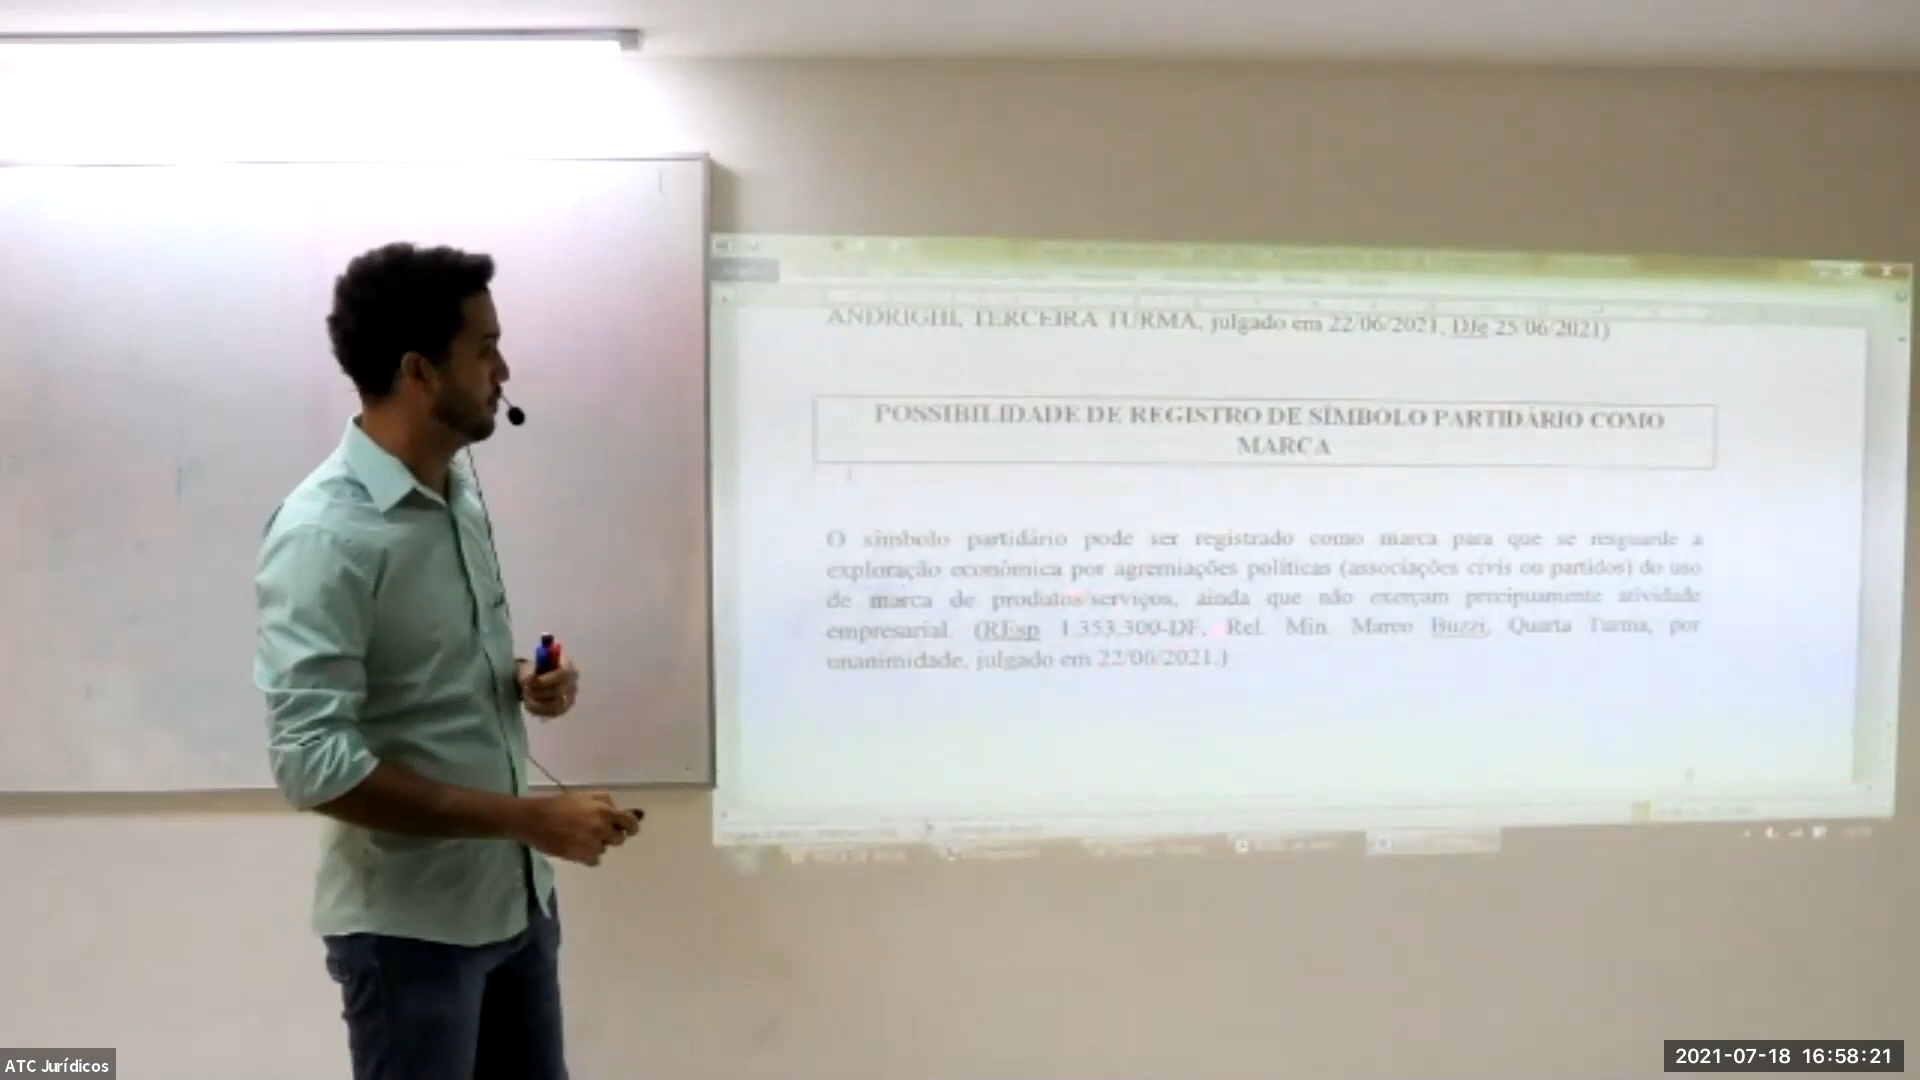 ANDRIGHI, TERCEIRA TURMA, julgado em 22/06/2021, DJe 25/06/2021)
POSSIBILIDADE DE REGISTRO DE SÍMBOLO PARTIDÁRIO COMO
MARCA
O símbolo partidário pode ser registrado como marca para que se resguarde a
exploração econômica por agremiações políticas (associações civis ou partidos) do uso
de marca de produtos/serviços, ainda que não exerçam precipuamente atividade
empresarial. (REsp 1.353.300-DF, Rel. Min. Marco Buzzi, Quarta Turma, por
unanimidade, julgado em 22/06/2021.)
ATC Jurídicos
2021-07-18 16:58:21